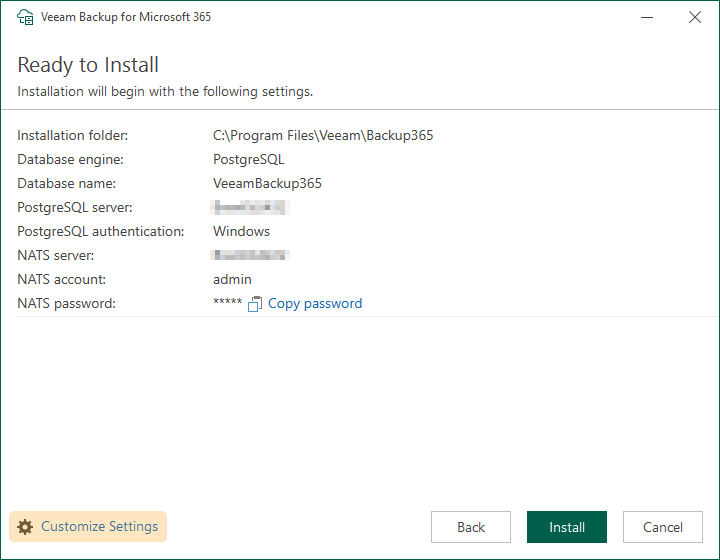 Veeam Backup for Microsoft 365
Ready to Install
Installation will begin with the following settings.
Installation folder: C:\Program Files\Veeam\Backup365
Database engine: PostgreSQL
Database name: VeeamBackup365
PostgreSQL server:
PostgreSQL authentication: Windows
NATS server:
NATS account: admin
NATS password: ***** Copy password
Customize Settings Back Install Cancel